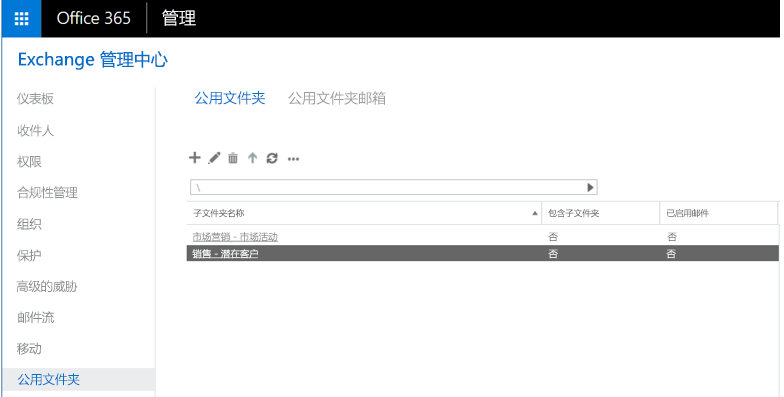 Office 365 管理
Exchange 管理中心
仪表板
收件人
权限
合规性管理
组织
保护
高级的威胁
邮件流
移动
公用文件夹
公用文件夹 公用文件夹邮箱
\
子文件夹名称 包含子文件夹 已启用邮件
市场营销 - 市场活动 否 否
销售 - 潜在客户 否 否